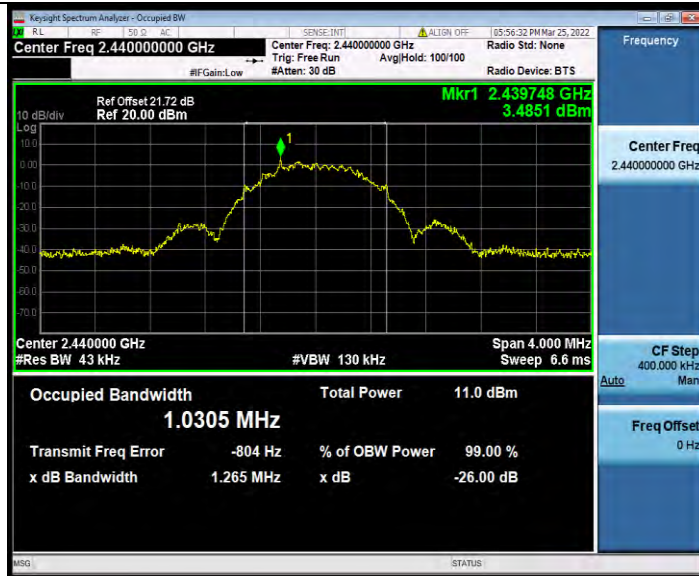 Keysight Spectrum Analyzer - Occupied BW
RL RF 50 Ω AC SENSE:INT ALIGN OFF 05:56:32 PM Mar 25, 2022
Center Freq 2.440000000 GHz
Center Freq: 2.440000000 GHz
Radio Std: None
Trig: Free Run Avg|Hold: 100/100
#IFGain:Low #Atten: 30 dB Radio Device: BTS
Frequency
Ref Offset 21.72 dB
Mkr1 2.439748 GHz
10 dB/div Ref 20.00 dBm 3.4851 dBm
Log
10.0
0.00
-10.0
-20.0
-30.0
-40.0
-50.0
-60.0
-70.0
1
Center 2.440000 GHz Span 4.000 MHz
#Res BW 43 kHz #VBW 130 kHz Sweep 6.6 ms
Occupied Bandwidth Total Power 11.0 dBm
1.0305 MHz
Transmit Freq Error -804 Hz % of OBW Power 99.00 %
x dB Bandwidth 1.265 MHz x dB -26.00 dB
Center Freq
2.440000000 GHz
CF Step
400.000 kHz
Auto Man
Freq Offset
0 Hz
MSG STATUS